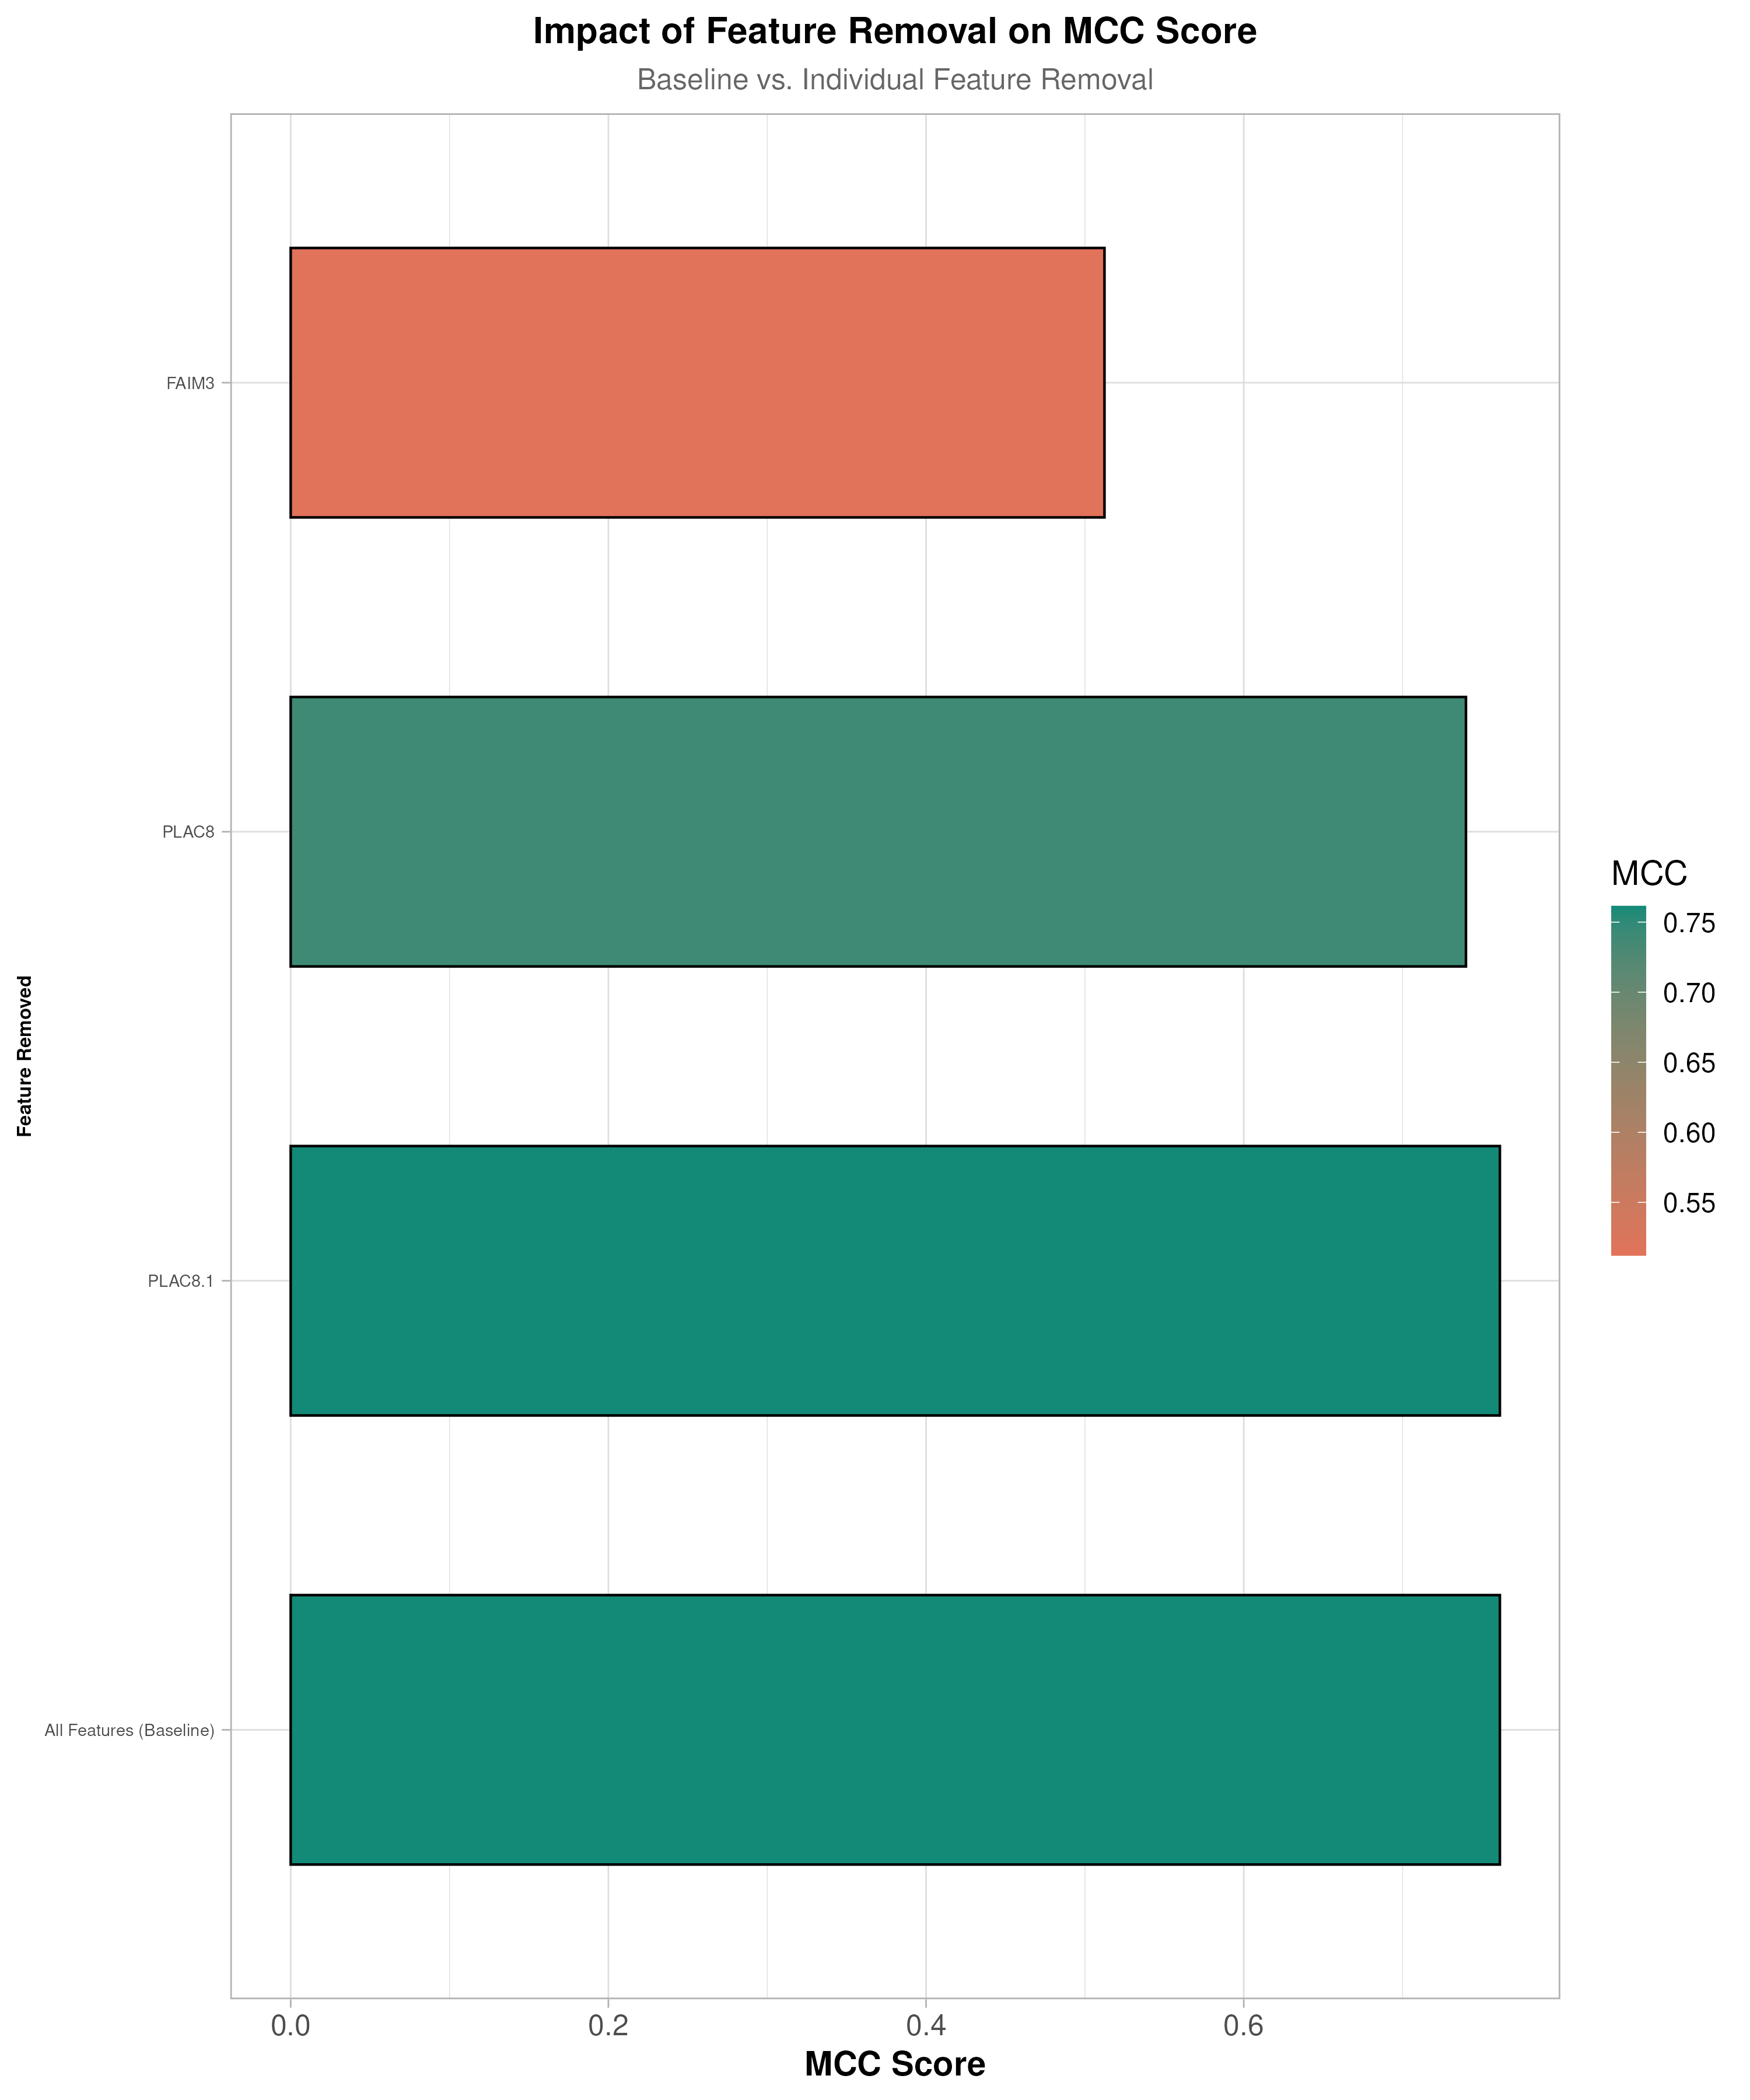 Impact of Feature Removal on MCC Score
Baseline vs. Individual Feature Removal
Feature Removed
FAIM3
PLAC8
PLAC8.1
All Features (Baseline)
0.0 0.2 0.4 0.6
MCC Score
MCC
0.75
0.70
0.65
0.60
0.55